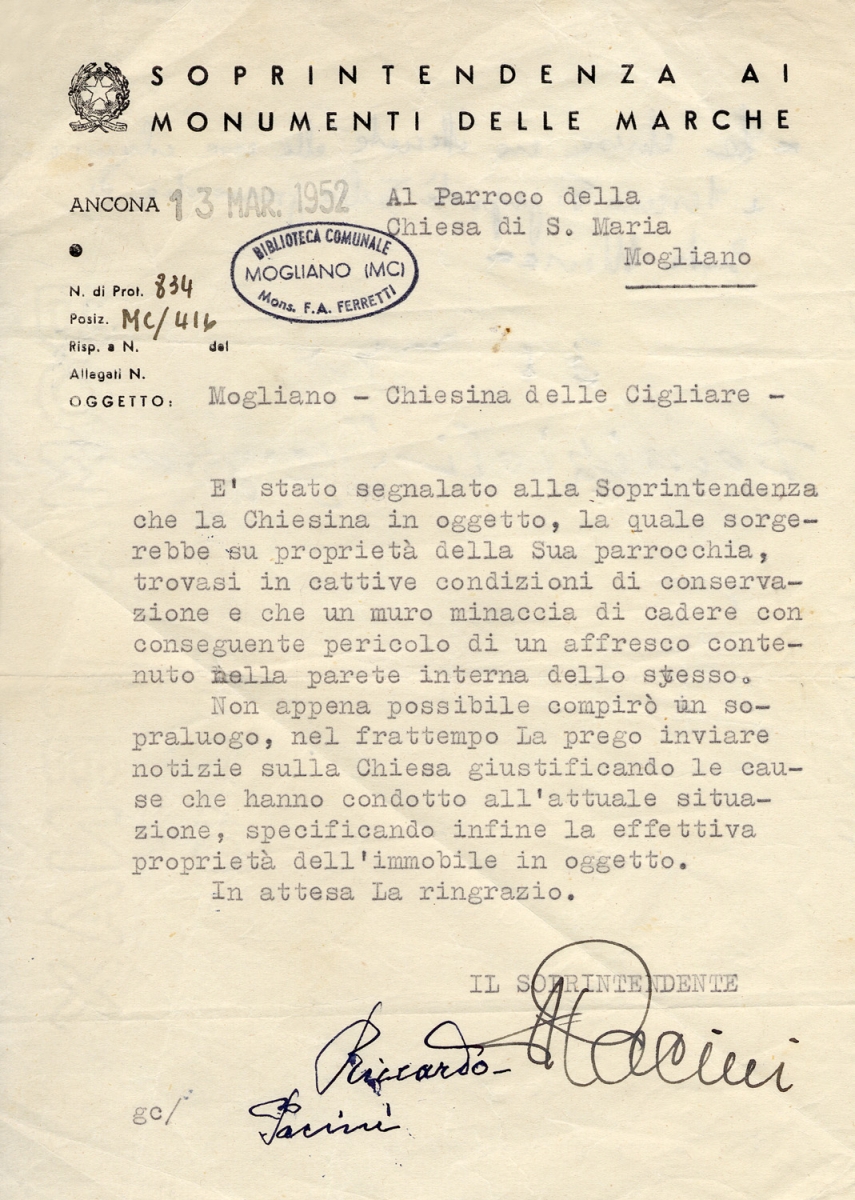 SOPRINTENDENZA AI
MONUMENTI DELLE MARCHE
ANCONA 13 MAR. 1952
Al Parroco della
Chiesa di S. Maria
Mogliano
BIBLIOTECA COMUNALE
MOGLIANO (MC)
Mons. F.A. FERRETTI
N. di Prot. 834
Posiz. MC/416
Risp. a N. del
Allegati N.
OGGETTO: Mogliano - Chiesina delle Cigliare -
E' stato segnalato alla Soprintendenza
che la Chiesina in oggetto, la quale sorge-
rebbe su proprietà della Sua parrocchia,
trovasi in cattive condizioni di conserva-
zione e che un muro minaccia di cadere con
conseguente pericolo di un affresco conte-
nuto nella parete interna dello stesso.
Non appena possibile compirò un so-
praluogo, nel frattempo La prego inviare
notizie sulla Chiesa giustificando le cau-
se che hanno condotto all'attuale situa-
zione, specificando infine la effettiva
proprietà dell'immobile in oggetto.
In attesa La ringrazio.
IL SOPRINTENDENTE
R Pacini
Riccardo-
Pacini
gc/